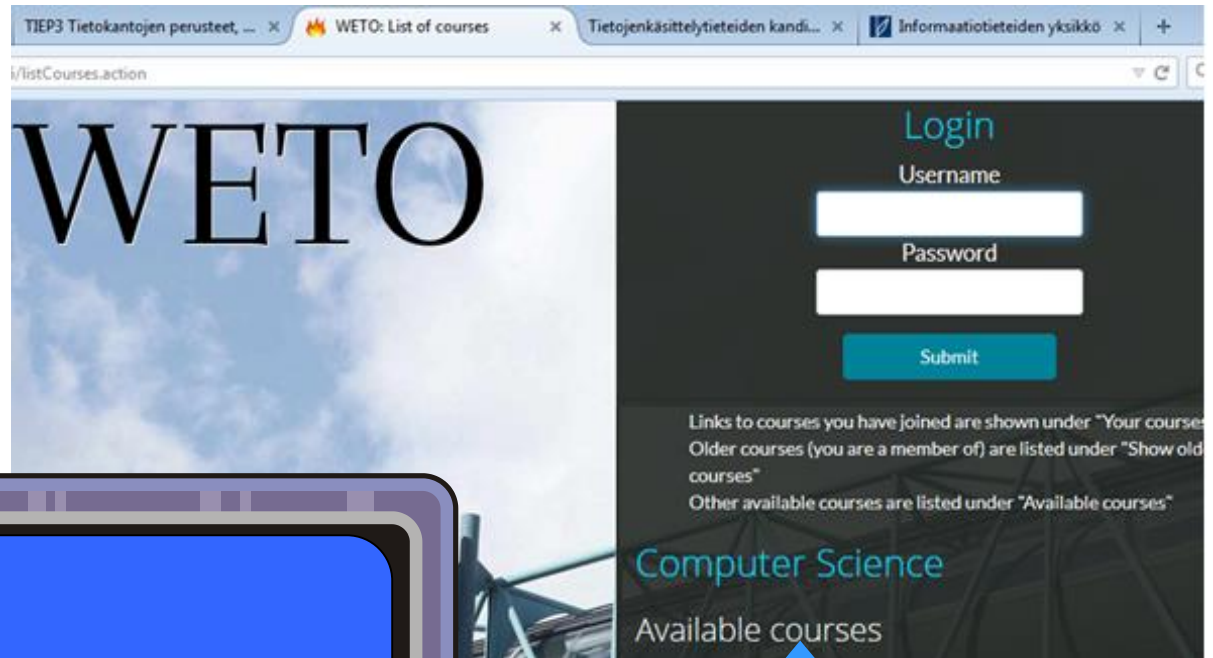 TIEP3 Tietokantojen perusteet, ...
WETO: List of courses
Tietojenkäsittelytieteiden kandi...
Informaatiotieteiden yksikkö
i/listCourses.action
WETO
Login
Username
Password
Submit
Links to courses you have joined are shown under "Your courses
Older courses (you are a member of) are listed under "Show old
courses"
Other available courses are listed under "Available courses"
Computer Science
Available courses